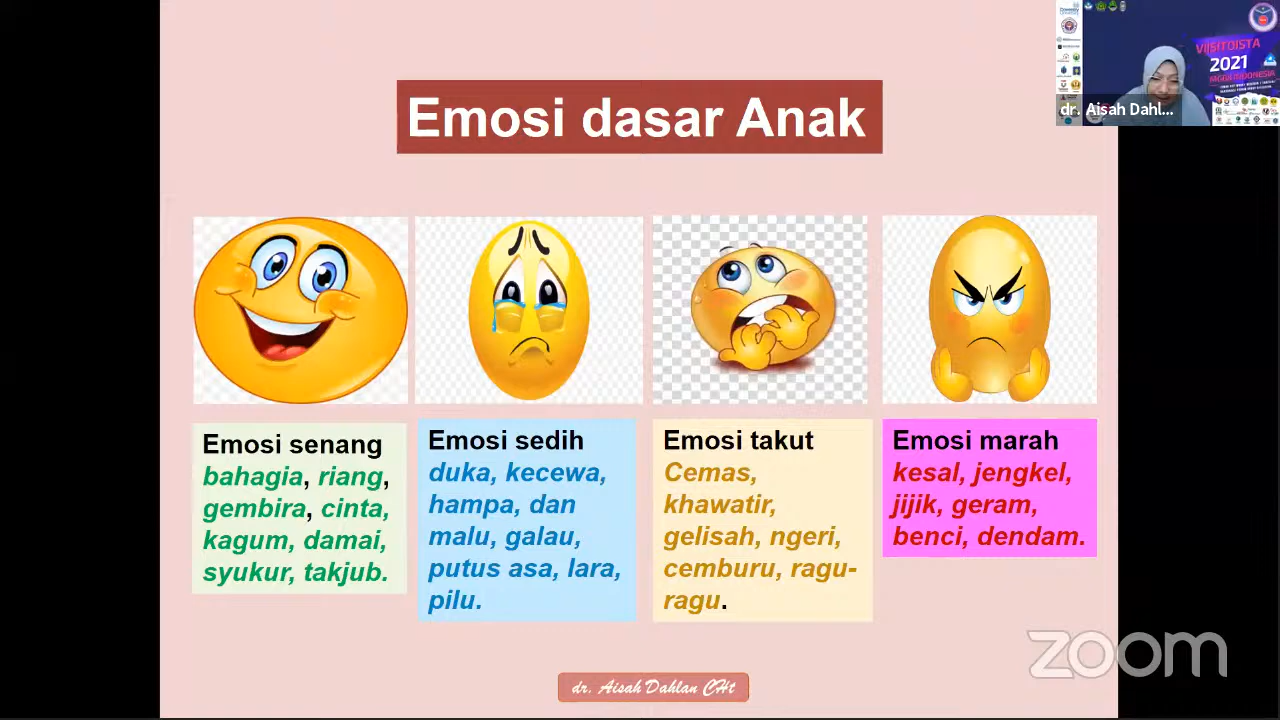 Emosi dasar Anak
Emosi senang
bahagia, riang,
gembira, cinta,
kagum, damai,
syukur, takjub.
Emosi sedih
duka, kecewa,
hampa, dan
malu, galau,
putus asa, lara,
pilu.
Emosi takut
Cemas,
khawatir,
gelisah, ngeri,
cemburu, ragu-
ragu.
Emosi marah
kesal, jengkel,
jijik, geram,
benci, dendam.
dr. Aisah Dahlan CHt
dr. Aisah Dahl...
2021
zoom